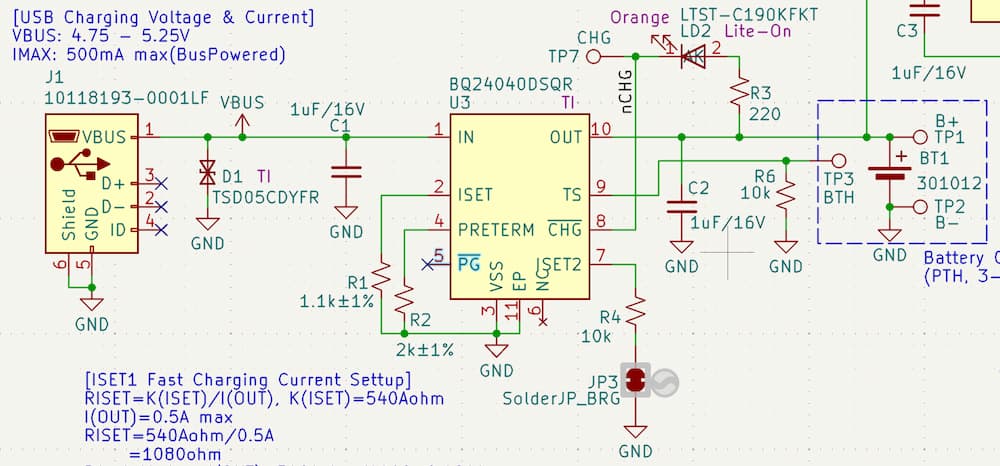 [USB Charging Voltage & Current]
VBUS: 4.75 - 5.25V
IMAX: 500mA max(BusPowered)
J1
10118193-0001LF
VBUS 1
D+ 3
D- 2
ID 4
Shield
GND
6 5
GND
VBUS
D1 TI
TSD05CDYFR
GND
1uF/16V
C1
GND
BQ24040DSQR
U3 TI
1 IN
2 ISET
4 PRETERM
5 PG
OUT 10
TS 9
CHG 8
ISET2 7
VSS
EP
NC
3 11 6
R1
1.1k±1%
R2
2k±1%
GND
Orange
LTST-C190KFKT
LD2 Lite-On
CHG
TP7
1 AK 2
nCHG
R3
220
C2
1uF/16V
GND
R6
10k
GND
TP3
BTH
B+
TP1
+ BT1
301012
TP2
B-
GND
C3
1uF/16V
Battery
(PTH, 3-
R4
10k
JP3
SolderJP_BRG
GND
[ISET1 Fast Charging Current Settup]
RISET=K(ISET)/I(OUT), K(ISET)=540Aohm
I(OUT)=0.5A max
RISET=540Aohm/0.5A
=1080ohm